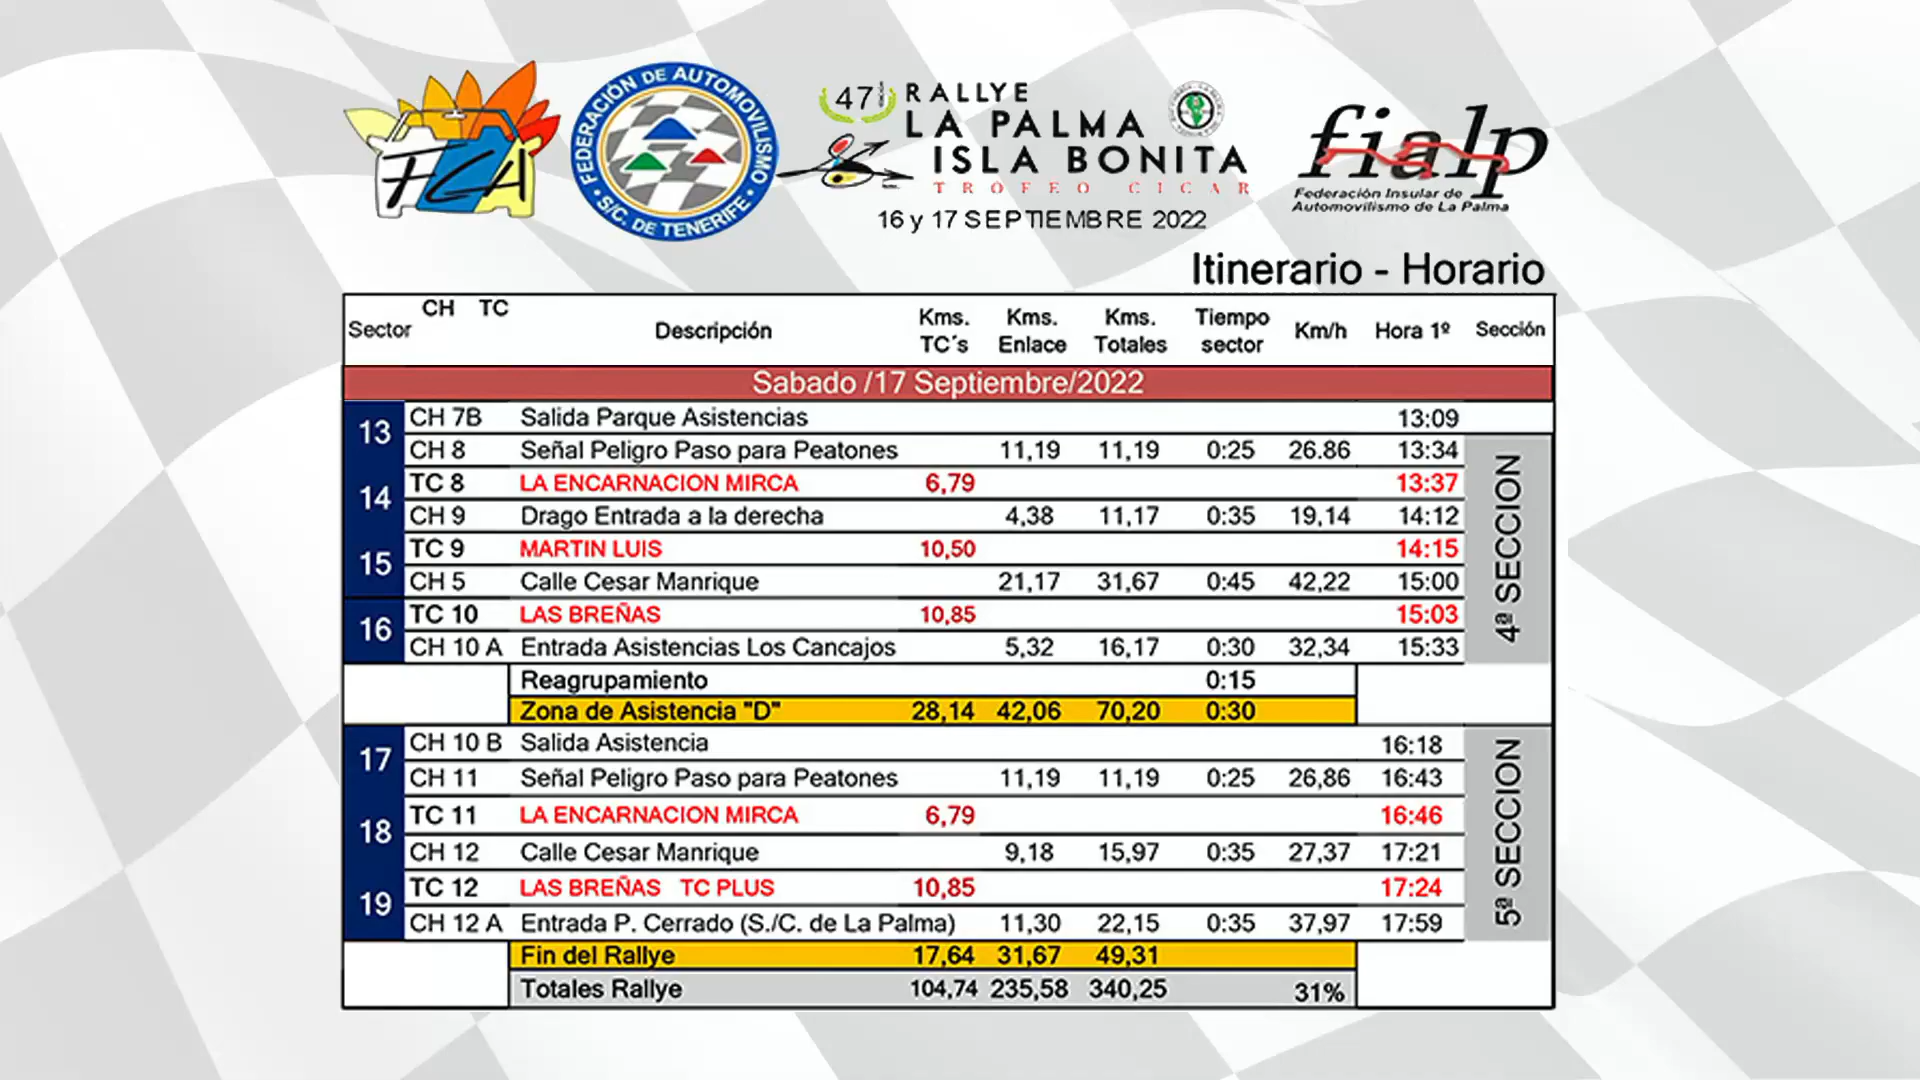 FCA
FEDERACIÓN DE AUTOMOVILISMO
S/C. DE TENERIFE
47 RALLYE
LA PALMA
ISLA BONITA
TROFEO CICAR
16 y 17 SEPTIEMBRE 2022
fialp
Federación Insular de
Automovilismo de La Palma
Itinerario - Horario
Sector CH TC Descripción Kms. TC´s Kms. Enlace Kms. Totales Tiempo sector Km/h Hora 1º Sección
Sabado /17 Septiembre/2022
13 CH 7B Salida Parque Asistencias 13:09
CH 8 Señal Peligro Paso para Peatones 11,19 11,19 0:25 26.86 13:34
14 TC 8 LA ENCARNACION MIRCA 6,79 13:37
CH 9 Drago Entrada a la derecha 4,38 11,17 0:35 19,14 14:12
15 TC 9 MARTIN LUIS 10,50 14:15
CH 5 Calle Cesar Manrique 21,17 31,67 0:45 42,22 15:00
16 TC 10 LAS BREÑAS 10,85 15:03
CH 10 A Entrada Asistencias Los Cancajos 5,32 16,17 0:30 32,34 15:33
4ª SECCION
Reagrupamiento 0:15
Zona de Asistencia "D" 28,14 42,06 70,20 0:30
17 CH 10 B Salida Asistencia 16:18
CH 11 Señal Peligro Paso para Peatones 11,19 11,19 0:25 26,86 16:43
18 TC 11 LA ENCARNACION MIRCA 6,79 16:46
CH 12 Calle Cesar Manrique 9,18 15,97 0:35 27,37 17:21
19 TC 12 LAS BREÑAS TC PLUS 10,85 17:24
CH 12 A Entrada P. Cerrado (S./C. de La Palma) 11,30 22,15 0:35 37,97 17:59
5ª SECCION
Fin del Rallye 17,64 31,67 49,31
Totales Rallye 104,74 235,58 340,25 31%